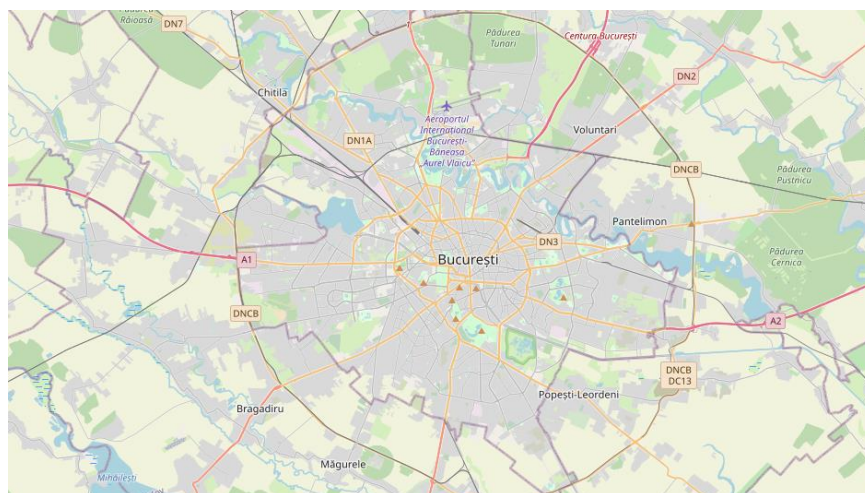 Pădurea
Râioasă
DN7
Pădurea
Tunari
Centura București
DN2
Chitila
Aeroportul
Internațional
București-
Băneasa
Aurel Vlaicu
DN1A
Voluntari
DNCB
Pădurea
Pustnicu
Pantelimon
DN3
A1
București
Pădurea
Cernica
DNCB
A2
DNCB
DC13
Popești-Leordeni
Bragadiru
Măgurele
Mihăilești